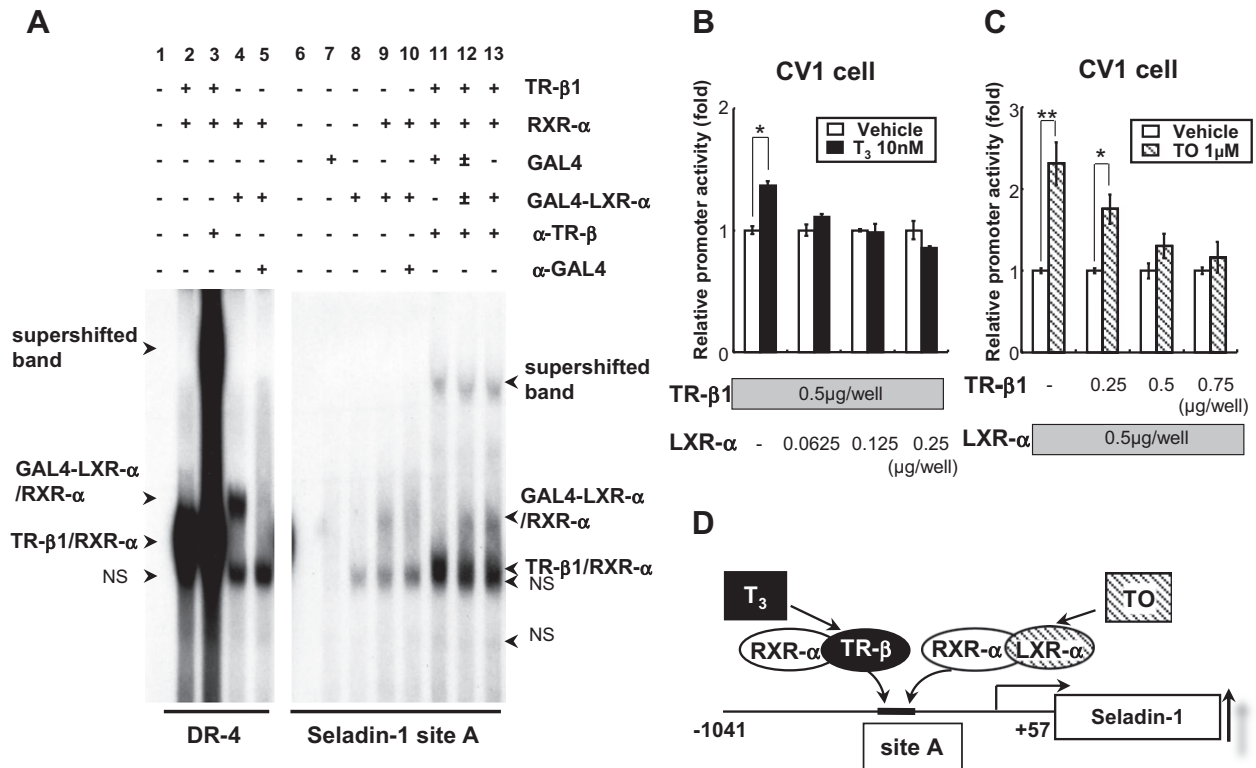 A
1 2 3 4 5 6 7 8 9 10 11 12 13
- + + - - - - - - - + + + TR-β1
- + + + + - - - + + + + + RXR-α
- - - - - - + - - - + ± - GAL4
- - - + + - - + + + - ± + GAL4-LXR-α
- - + - - - - - - - + + + α-TR-β
- - - - + - - - - + - - - α-GAL4
supershifted
band
GAL4-LXR-α
/RXR-α
TR-β1/RXR-α
NS
supershifted
band
GAL4-LXR-α
/RXR-α
TR-β1/RXR-α
NS
NS
DR-4
Seladin-1 site A
B
CV1 cell
Relative promoter activity (fold)
2
1
0
*
Vehicle
T3 10nM
TR-β1 0.5µg/well
LXR-α - 0.0625 0.125 0.25
(µg/well)
C
CV1 cell
Relative promoter activity (fold)
3
2
1
0
**
*
Vehicle
TO 1µM
TR-β1 - 0.25 0.5 0.75
(µg/well)
LXR-α 0.5µg/well
D
T3
TO
RXR-α TR-β RXR-α LXR-α
-1041
+57
Seladin-1
site A